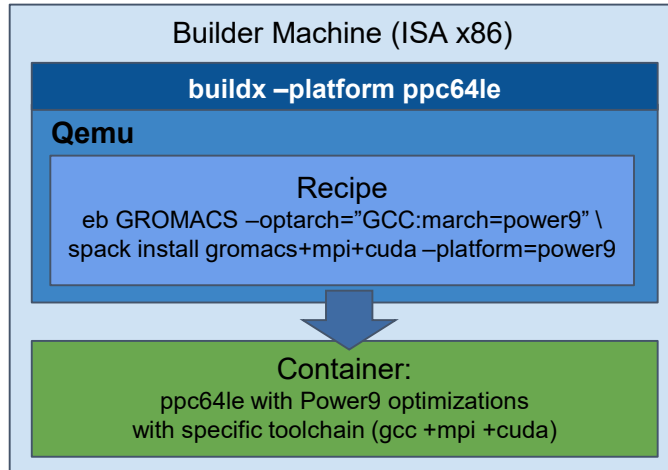 Builder Machine (ISA x86)
buildx –platform ppc64le
Qemu
Recipe
eb GROMACS –optarch=”GCC:march=power9” \
spack install gromacs+mpi+cuda –platform=power9
Container:
ppc64le with Power9 optimizations
with specific toolchain (gcc +mpi +cuda)